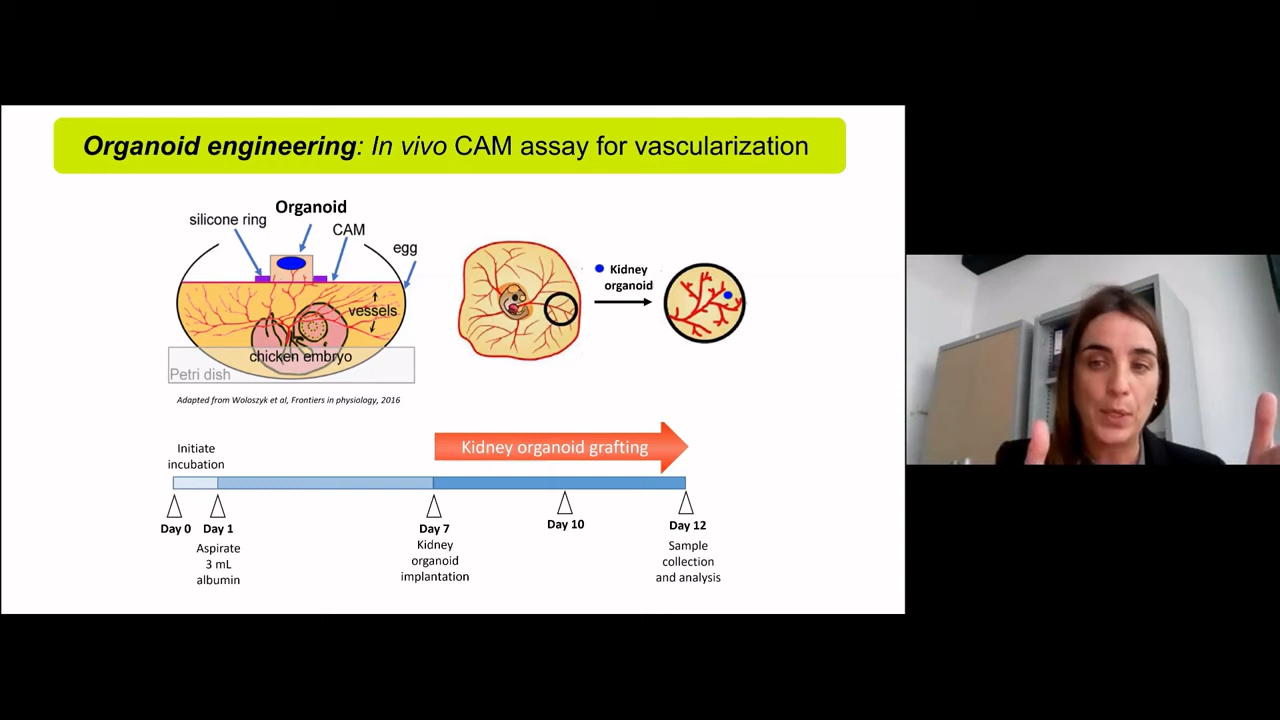 Organoid engineering: In vivo CAM assay for vascularization
Organoid
silicone ring
CAM
egg
vessels
chicken embryo
Petri dish
Kidney
organoid
Adapted from Woloszyk et al, Frontiers in physiology, 2016
Kidney organoid grafting
Initiate
incubation
Day 0
Day 1
Day 7
Day 10
Day 12
Aspirate
3 mL
albumin
Kidney
organoid
implantation
Sample
collection
and analysis